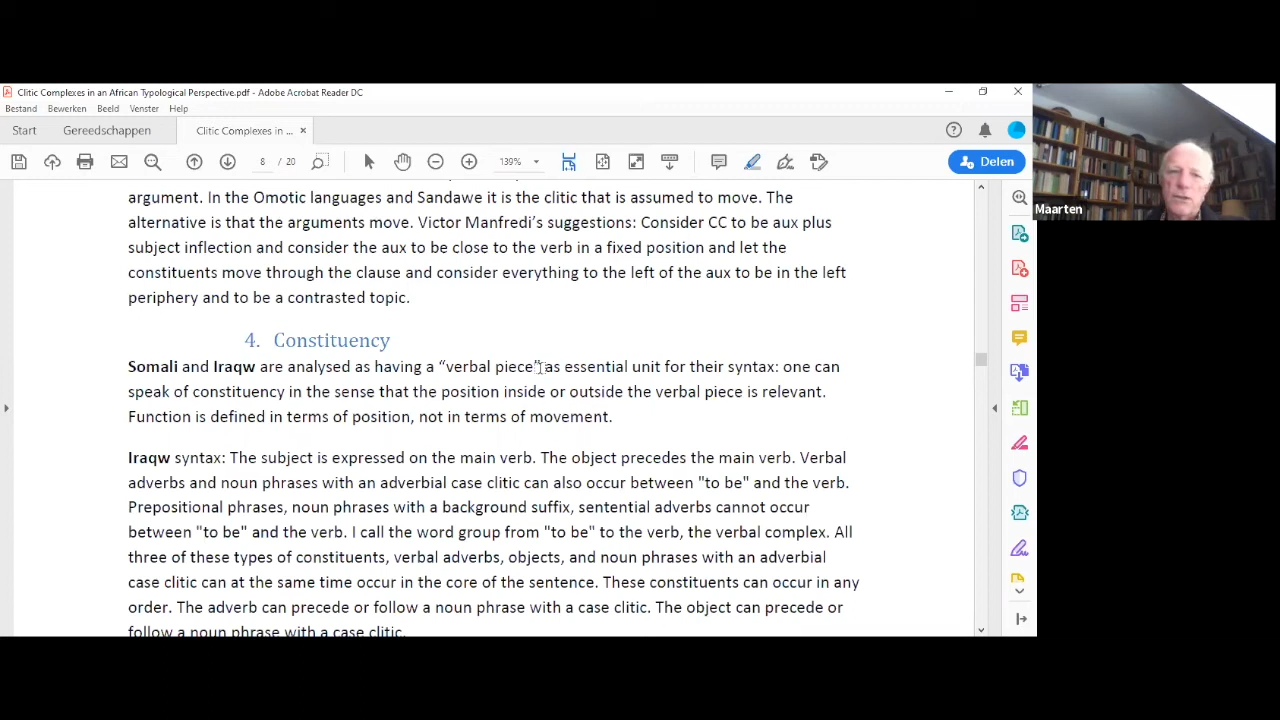 Clitic Complexes in an African Typological Perspective.pdf - Adobe Acrobat Reader DC
Bestand Bewerken Beeld Venster Help
Start Gereedschappen Clitic Complexes in ... ×
8 / 20 139% Delen
argument. In the Omotic languages and Sandawe it is the clitic that is assumed to move. The
alternative is that the arguments move. Victor Manfredi's suggestions: Consider CC to be aux plus
subject inflection and consider the aux to be close to the verb in a fixed position and let the
constituents move through the clause and consider everything to the left of the aux to be in the left
periphery and to be a contrasted topic.
4. Constituency
Somali and Iraqw are analysed as having a “verbal piece” as essential unit for their syntax: one can
speak of constituency in the sense that the position inside or outside the verbal piece is relevant.
Function is defined in terms of position, not in terms of movement.
Iraqw syntax: The subject is expressed on the main verb. The object precedes the main verb. Verbal
adverbs and noun phrases with an adverbial case clitic can also occur between "to be" and the verb.
Prepositional phrases, noun phrases with a background suffix, sentential adverbs cannot occur
between "to be" and the verb. I call the word group from "to be" to the verb, the verbal complex. All
three of these types of constituents, verbal adverbs, objects, and noun phrases with an adverbial
case clitic can at the same time occur in the core of the sentence. These constituents can occur in any
order. The adverb can precede or follow a noun phrase with a case clitic. The object can precede or
follow a noun phrase with a case clitic.
Maarten